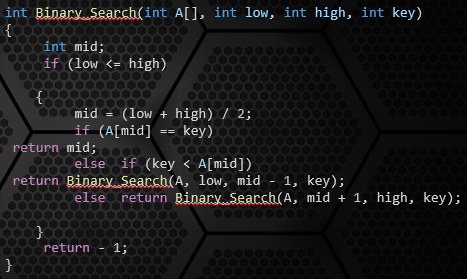 int Binary_Search(int A[], int low, int high, int key)
{
int mid;
if (low <= high)
{
mid = (low + high) / 2;
if (A[mid] == key)
return mid;
else  if (key < A[mid])
return Binary_Search(A, low, mid - 1, key);
else  return Binary_Search(A, mid + 1, high, key);
}
return - 1;
}